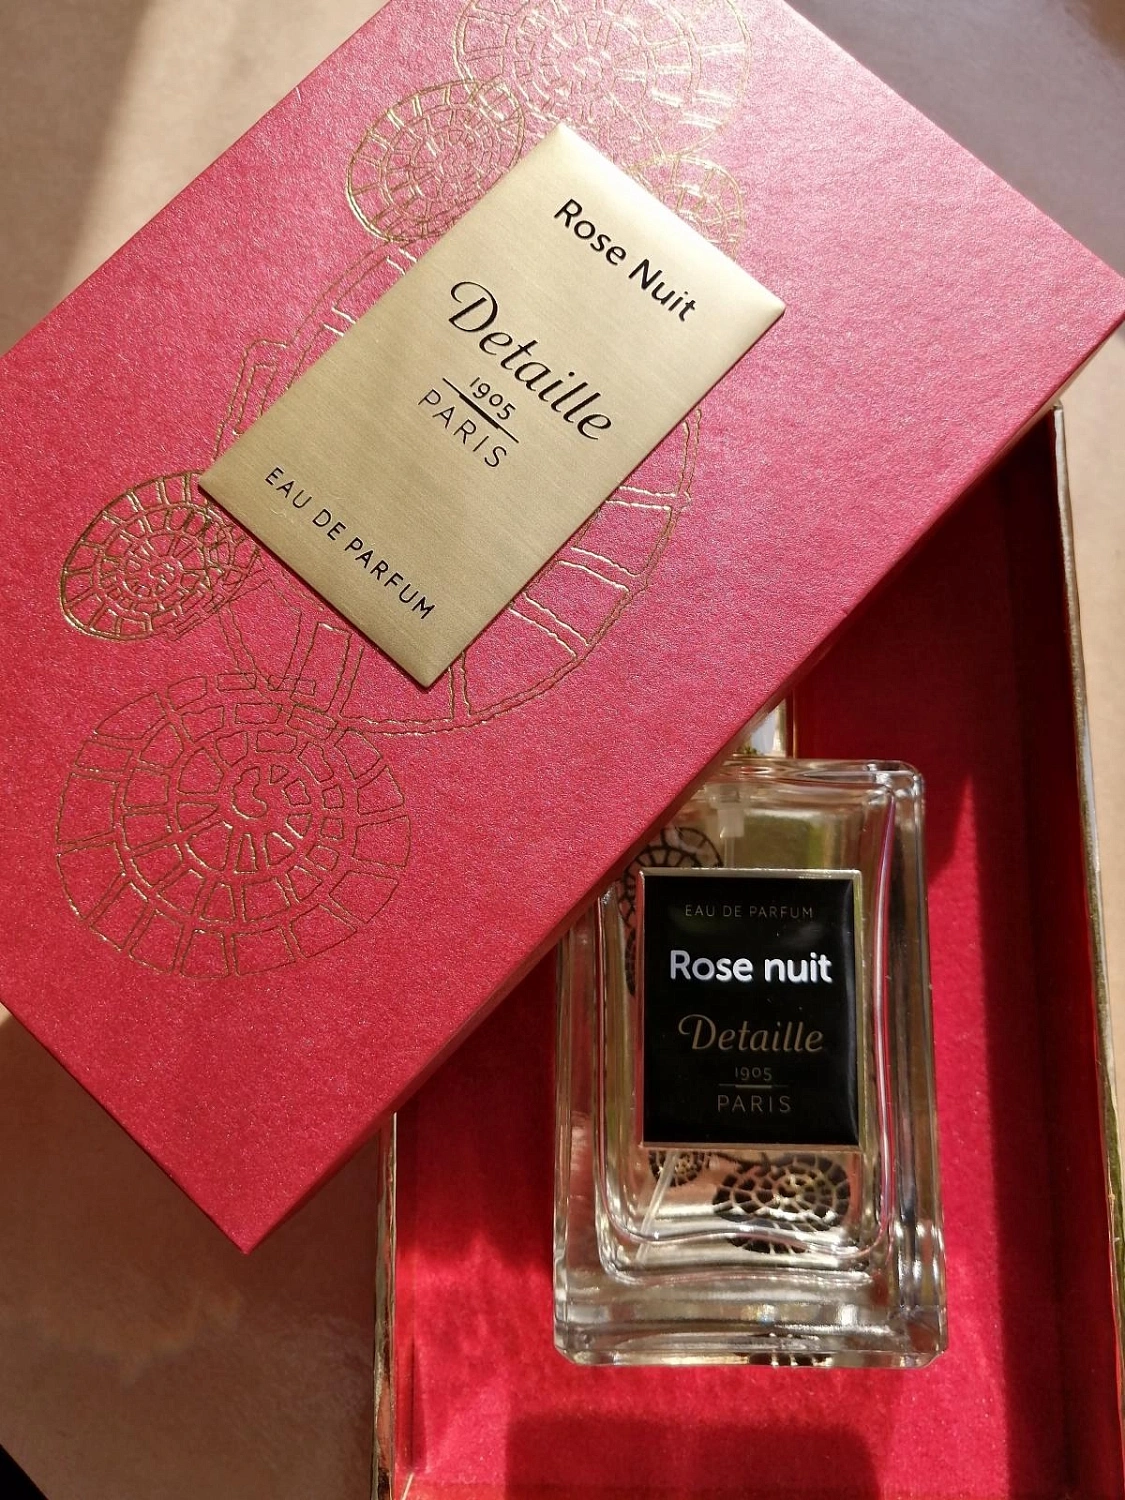 Rose Nuit
Detaille
1905
PARIS
EAU DE PARFUM
EAU DE PARFUM
Rose nuit
Detaille
1905
PARIS